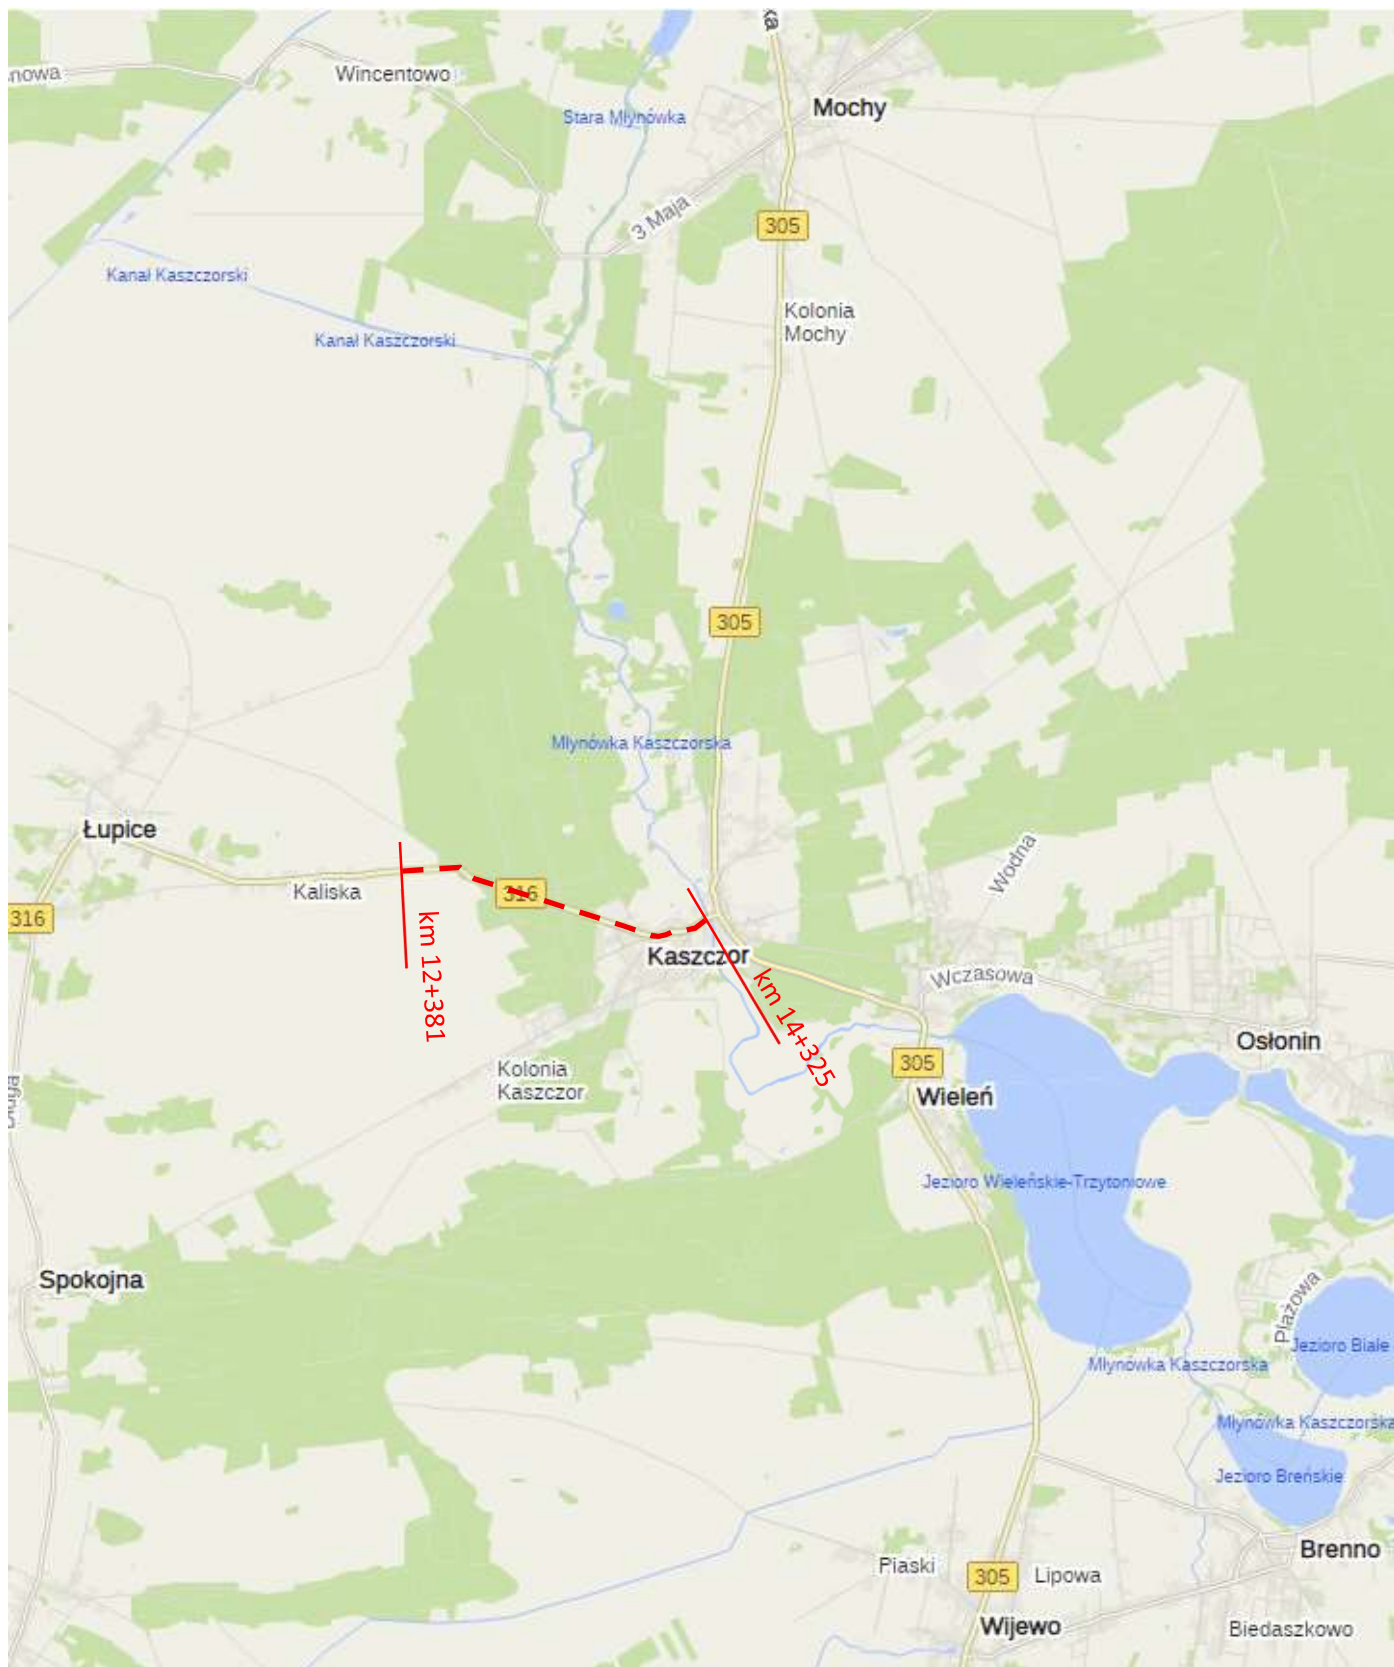 Wincentowo
Stara Młynówka
Mochy
3 Maja
305
Kanał Kaszczorski
Kolonia
Mochy
Kanał Kaszczorski
305
Młynówka Kaszczorska
Łupice
Wodna
Kaliska
316
316
km 12+381
Kaszczor
Wczasowa
km 14+325
Osłonin
305
Kolonia
Kaszczor
Wieleń
Jezioro Wieleńskie-Trzytoniowe
Spokojna
Plażowa
Jezioro Białe
Młynówka Kaszczorska
Młynówka Kaszczorska
Jezioro Breńskie
Brenno
Piaski
305
Lipowa
Wijewo
Biedaszkowo